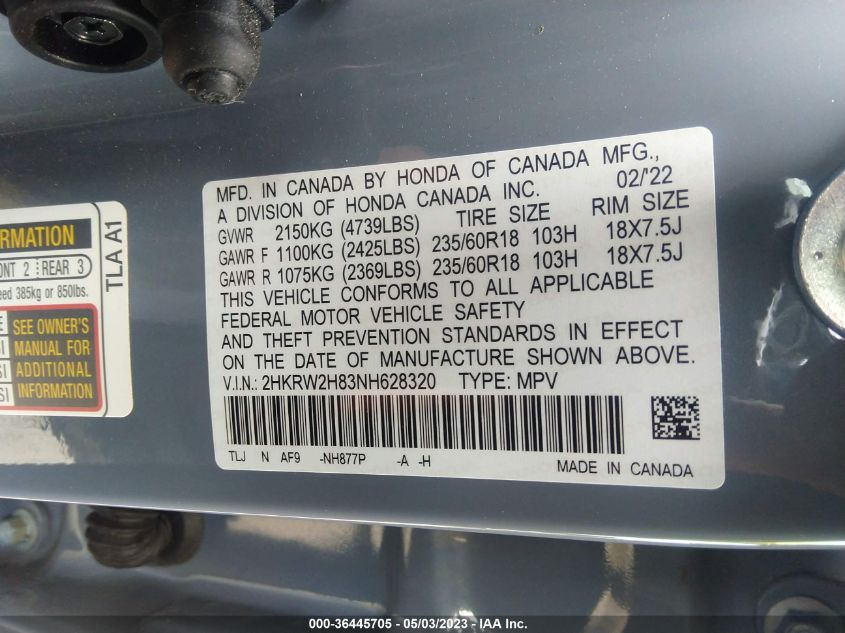 MFD. IN CANADA BY HONDA OF CANADA MFG.,
A DIVISION OF HONDA CANADA INC. 02/'22
GVWR 2150KG (4739LBS) TIRE SIZE RIM SIZE
GAWR F 1100KG (2425LBS) 235/60R18 103H 18X7.5J
GAWR R 1075KG (2369LBS) 235/60R18 103H 18X7.5J
THIS VEHICLE CONFORMS TO ALL APPLICABLE
FEDERAL MOTOR VEHICLE SAFETY
AND THEFT PREVENTION STANDARDS IN EFFECT
ON THE DATE OF MANUFACTURE SHOWN ABOVE.
V.I.N.: 2HKRW2H83NH628320 TYPE: MPV
TLJ N AF9 -NH877P -A -H
MADE IN CANADA
2 REAR 3
385kg or 850lbs.
SEE OWNER'S
MANUAL FOR
ADDITIONAL
INFORMATION
TLA A1
000-36445705 - 05/03/2023 - IAA Inc.